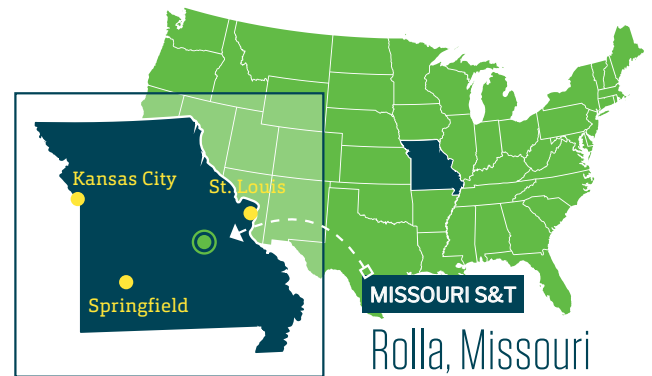 Kansas City
St. Louis
Springfield
MISSOURI S&T
Rolla, Missouri